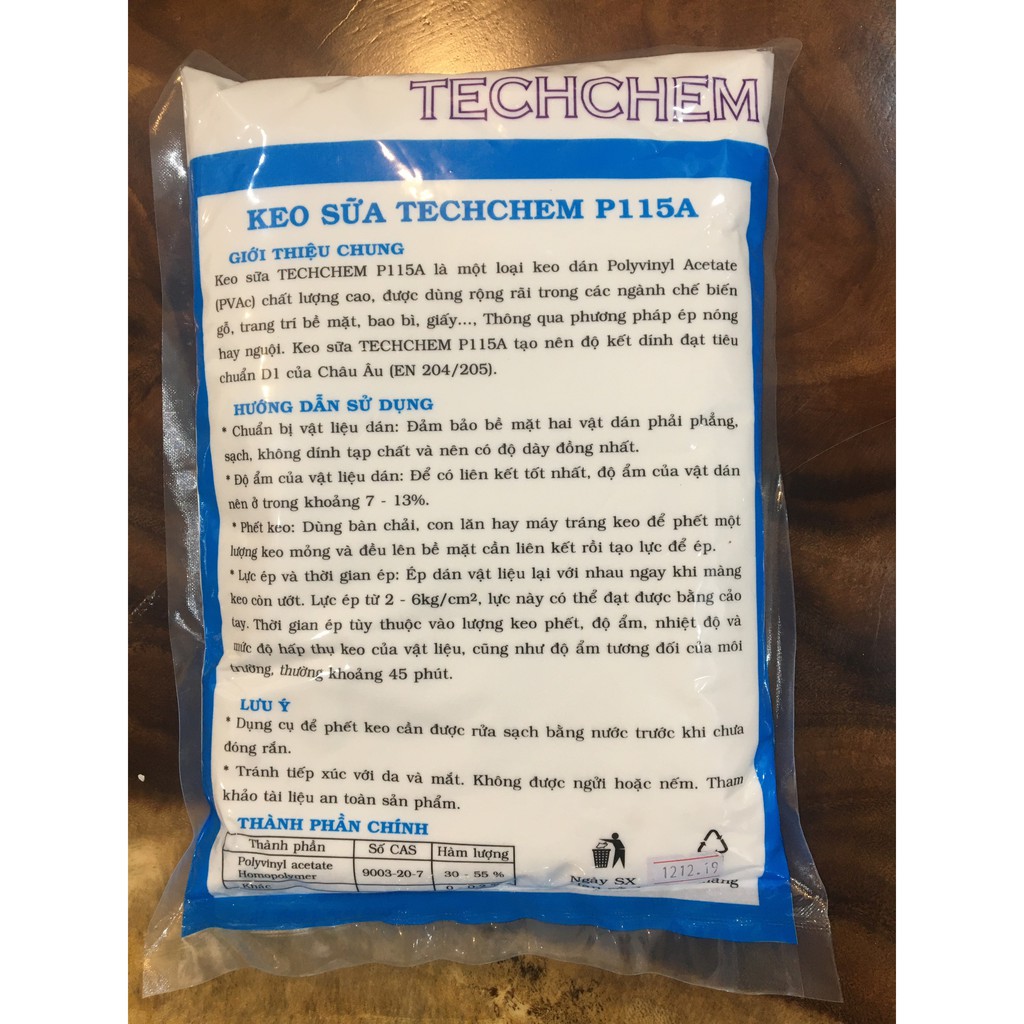 TECHCHEM
KEO SỮA TECHCHEM P115A
GIỚI THIỆU CHUNG
Keo sữa TECHCHEM P115A là một loại keo dán Polyvinyl Acetate
(PVAc) chất lượng cao, được dùng rộng rãi trong các ngành chế biến
gỗ, trang trí bề mặt, bao bì, giấy..., Thông qua phương pháp ép nóng
hay nguội. Keo sữa TECHCHEM P115A tạo nên độ kết dính đạt tiêu
chuẩn D1 của Châu Âu (EN 204/205).
HƯỚNG DẪN SỬ DỤNG
* Chuẩn bị vật liệu dán: Đảm bảo bề mặt hai vật dán phải phẳng,
sạch, không dính tạp chất và nên có độ dày đồng nhất.
* Độ ẩm của vật liệu dán: Để có liên kết tốt nhất, độ ẩm của vật dán
nên ở trong khoảng 7 - 13%.
* Phết keo: Dùng bàn chải, con lăn hay máy tráng keo để phết một
lượng keo mỏng và đều lên bề mặt cần liên kết rồi tạo lực để ép.
* Lực ép và thời gian ép: Ép dán vật liệu lại với nhau ngay khi màng
keo còn ướt. Lực ép từ 2 - 6kg/cm², lực này có thể đạt được bằng cảo
tay. Thời gian ép tùy thuộc vào lượng keo phết, độ ẩm, nhiệt độ và
mức độ hấp thụ keo của vật liệu, cũng như độ ẩm tương đối của môi
trường, thường khoảng 45 phút.
LƯU Ý
* Dụng cụ để phết keo cần được rửa sạch bằng nước trước khi chưa
đóng rắn.
* Tránh tiếp xúc với da và mắt. Không được ngửi hoặc nếm. Tham
khảo tài liệu an toàn sản phẩm.
THÀNH PHẦN CHÍNH
Thành phần Số CAS Hàm lượng
Polyvinyl acetate
Homopolymer 9003-20-7 30 - 55 %
Khác
Ngày SX
1212.19